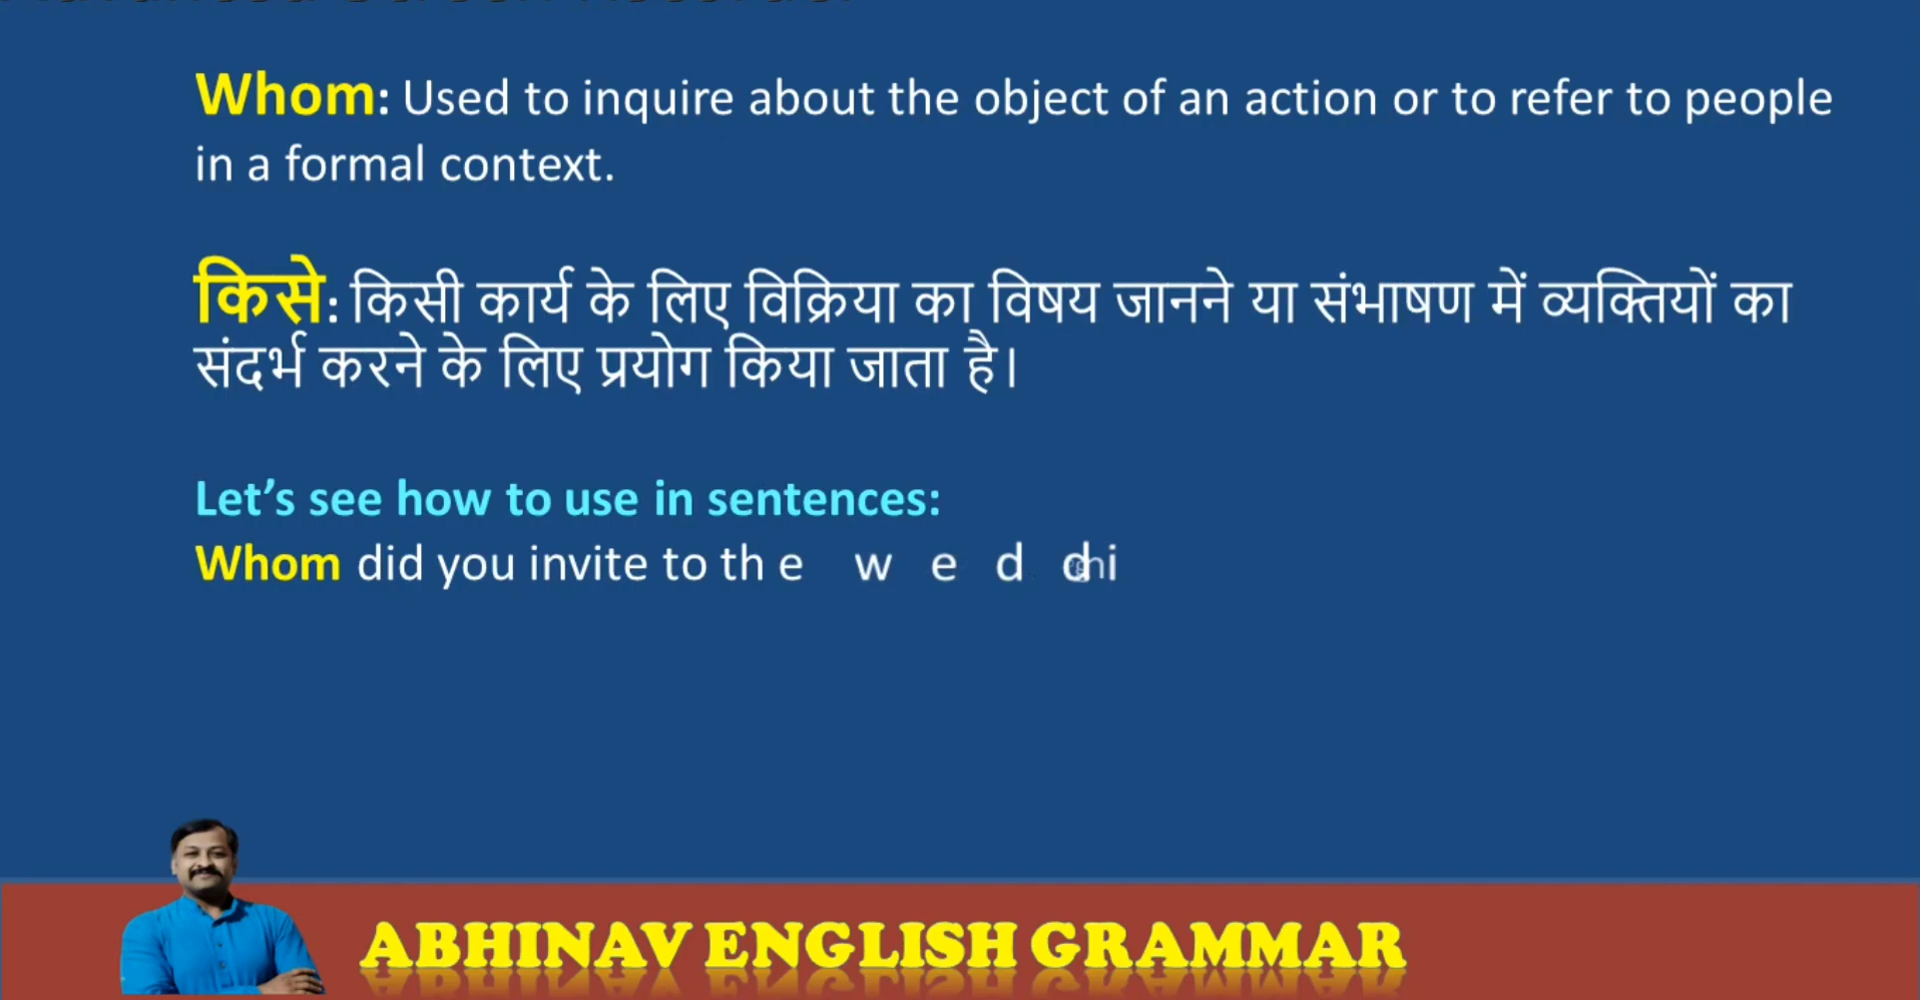 Whom: Used to inquire about the object of an action or to refer to people
in a formal context.
किसे: किसी कार्य के लिए विक्रिया का विषय जानने या संभाषण में व्यक्तियों का
संदर्भ करने के लिए प्रयोग किया जाता है।
Let's see how to use in sentences:
Whom did you invite to the
ABHINAV ENGLISH GRAMMAR